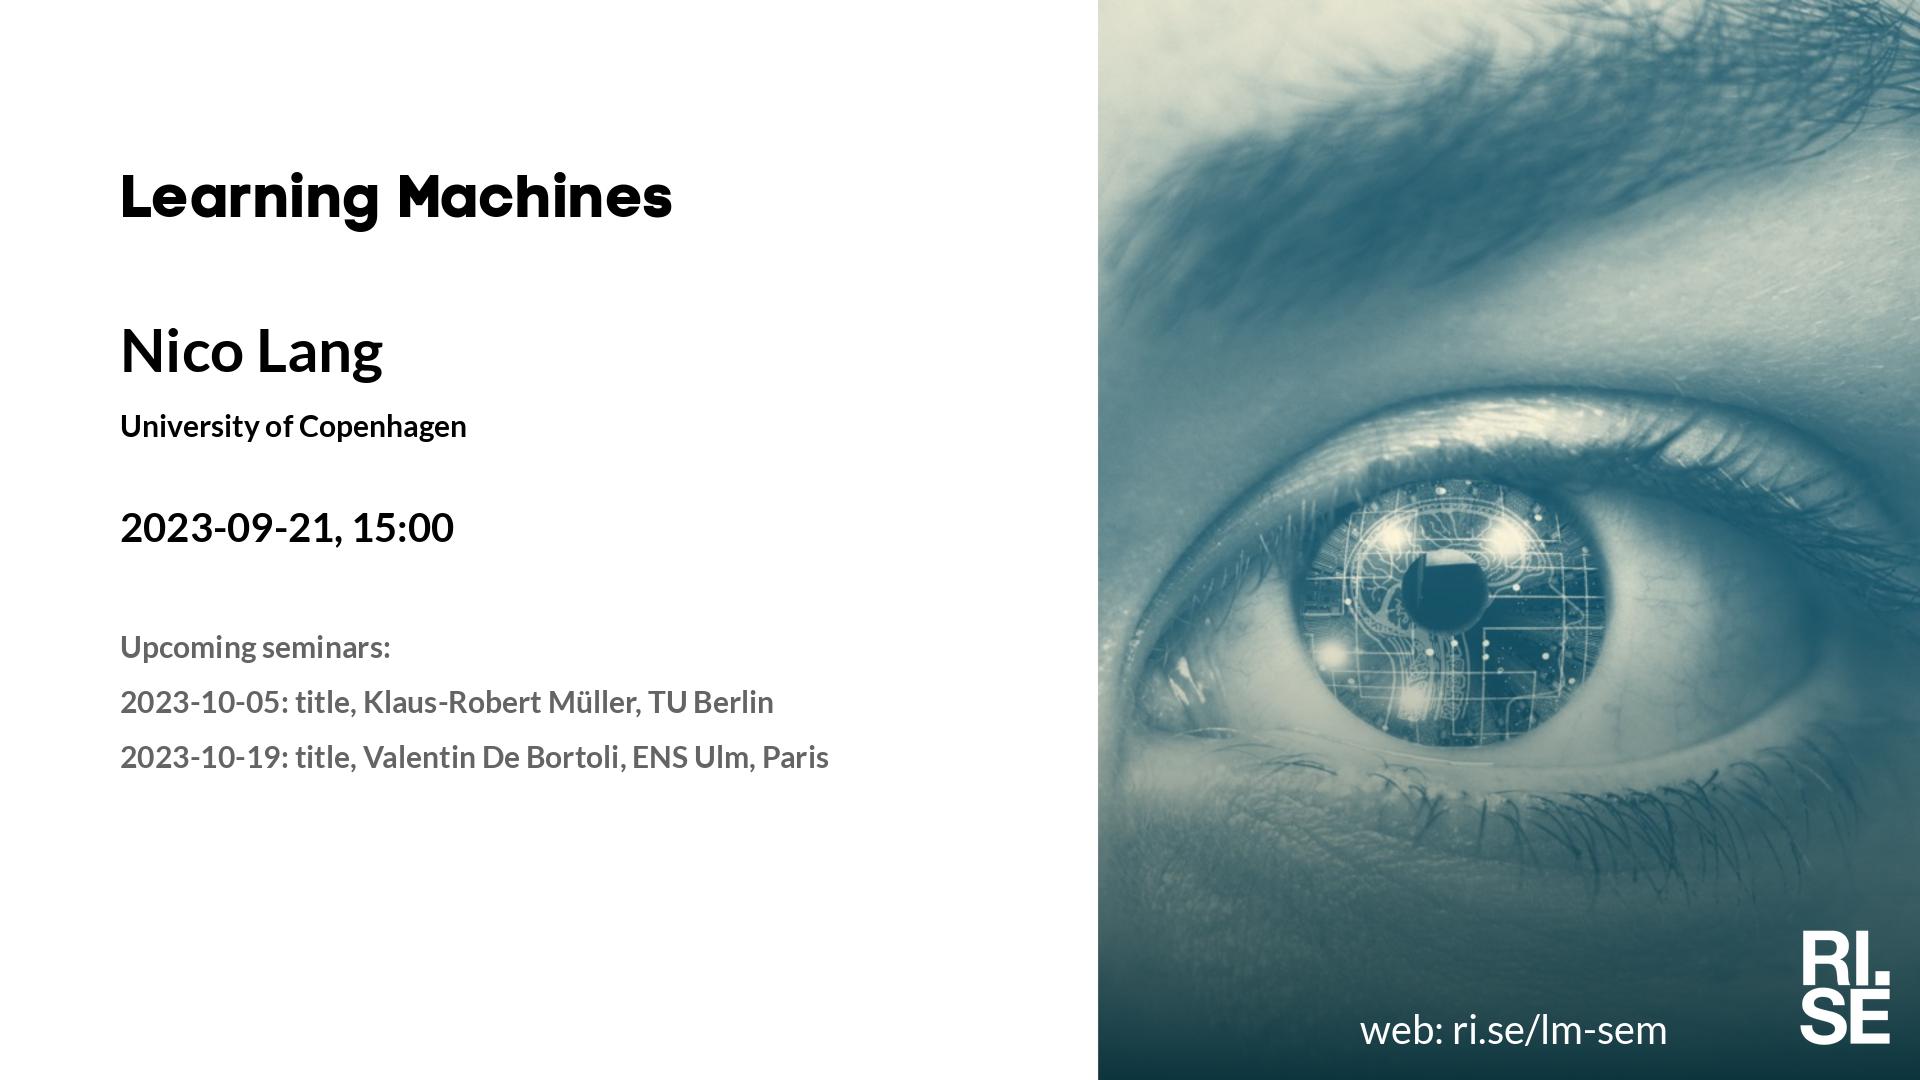 Learning Machines
Nico Lang
University of Copenhagen
2023-09-21, 15:00
Upcoming seminars:
2023-10-05: title, Klaus-Robert Müller, TU Berlin
2023-10-19: title, Valentin De Bortoli, ENS Ulm, Paris
web: ri.se/lm-sem
RI.
SE